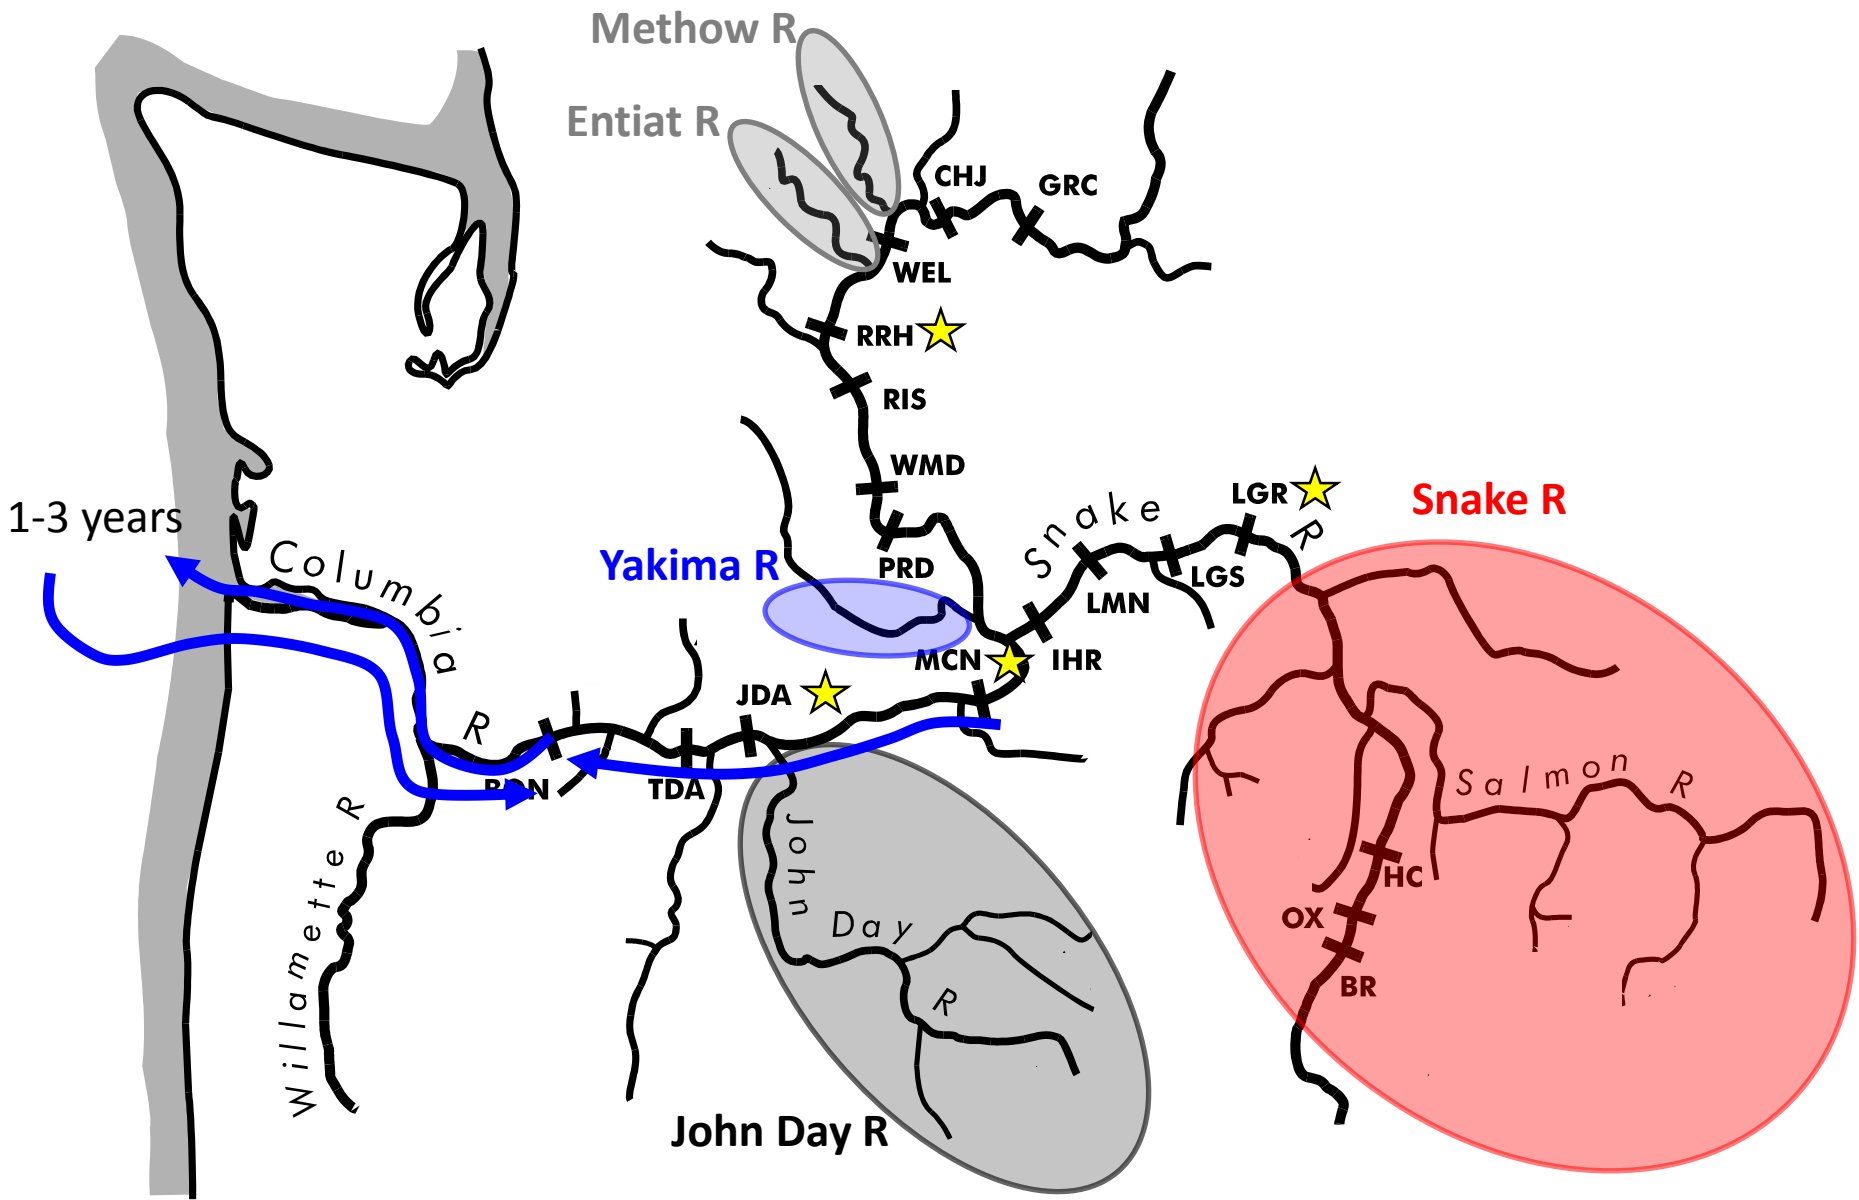 Methow R
Entiat R
CHJ
GRC
WEL
RRH
RIS
WMD
PRD
LGR
Snake R
Snake R
LGS
LMN
IHR
MCN
Yakima R
1-3 years
Columbia R
JDA
TDA
BON
Willamette R
John Day R
John Day R
Salmon R
HC
OX
BR